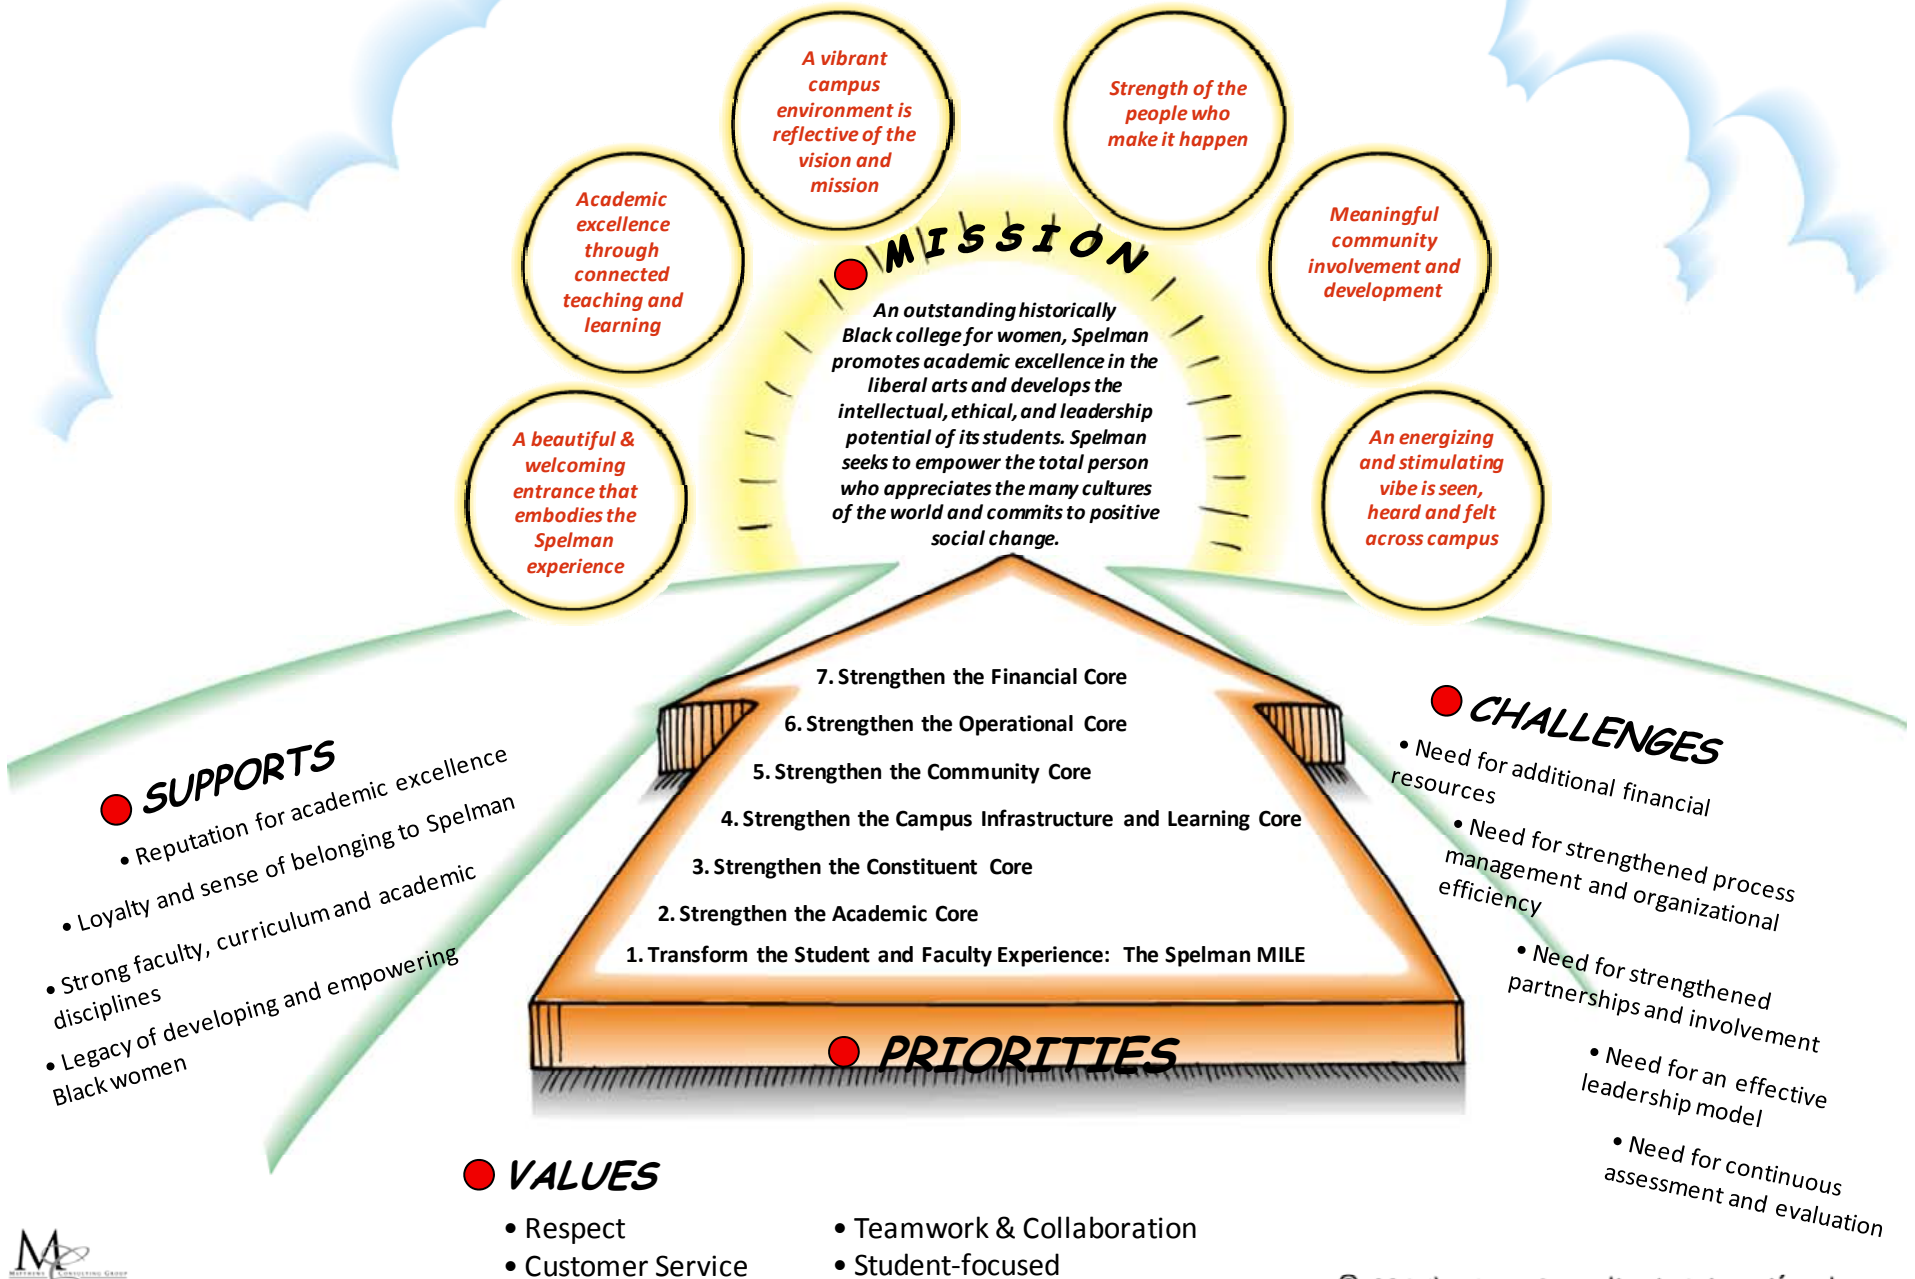 A vibrant
campus
environment is
reflective of the
vision and
mission
Strength of the
people who
make it happen
Academic
excellence
through
connected
teaching and
learning
Meaningful
community
involvement and
development
A beautiful &
welcoming
entrance that
embodies the
Spelman
experience
An energizing
and stimulating
vibe is seen,
heard and felt
across campus
MISSION
An outstanding historically
Black college for women, Spelman
promotes academic excellence in the
liberal arts and develops the
intellectual, ethical, and leadership
potential of its students. Spelman
seeks to empower the total person
who appreciates the many cultures
of the world and commits to positive
social change.
7. Strengthen the Financial Core
6. Strengthen the Operational Core
5. Strengthen the Community Core
4. Strengthen the Campus Infrastructure and Learning Core
3. Strengthen the Constituent Core
2. Strengthen the Academic Core
1. Transform the Student and Faculty Experience: The Spelman MILE
PRIORITIES
SUPPORTS
• Reputation for academic excellence
• Loyalty and sense of belonging to Spelman
• Strong faculty, curriculum and academic
disciplines
• Legacy of developing and empowering
Black women
CHALLENGES
• Need for additional financial
resources
• Need for strengthened process
management and organizational
efficiency
• Need for strengthened
partnerships and involvement
• Need for an effective
leadership model
• Need for continuous
assessment and evaluation
VALUES
• Respect
• Customer Service
• Teamwork & Collaboration
• Student-focused
MATTHEWS CONSULTING GROUP